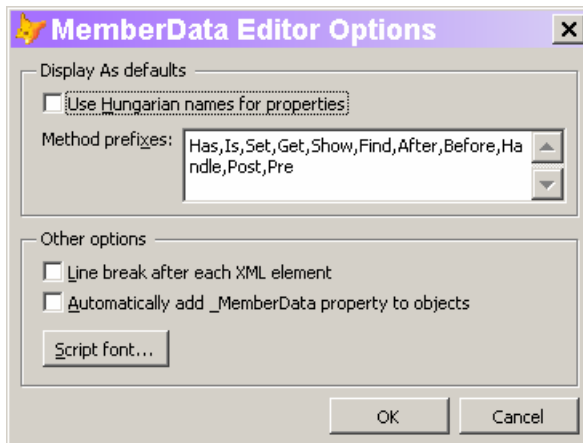 MemberData Editor Options
Display As defaults
Use Hungarian names for properties
Method prefixes:
Has,Is,Set,Get,Show,Find,After,Before,Ha
ndle,Post,Pre
Other options
Line break after each XML element
Automatically add _MemberData property to objects
Script font...
OK Cancel